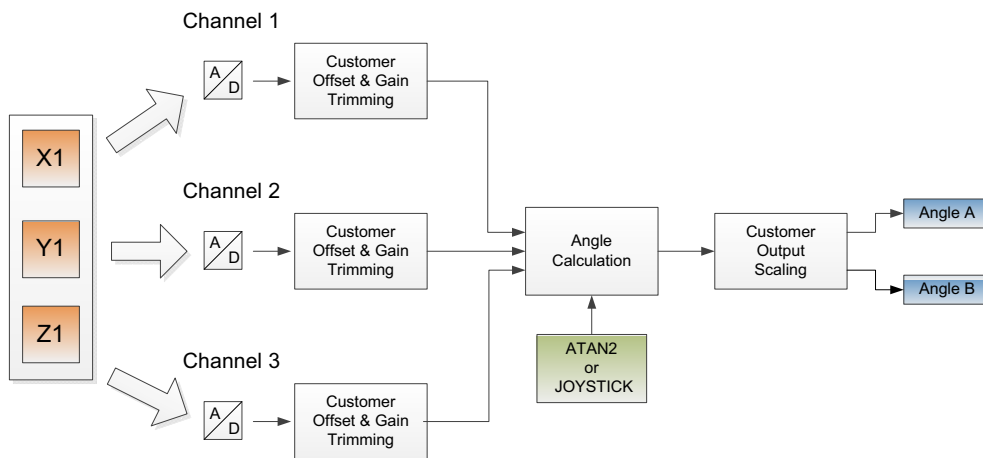 Channel 1
A
D
Customer
Offset & Gain
Trimming
X1
Channel 2
Y1
A
D
Customer
Offset & Gain
Trimming
Angle
Calculation
Customer
Output
Scaling
Angle A
Angle B
Z1
ATAN2
or
JOYSTICK
Channel 3
A
D
Customer
Offset & Gain
Trimming